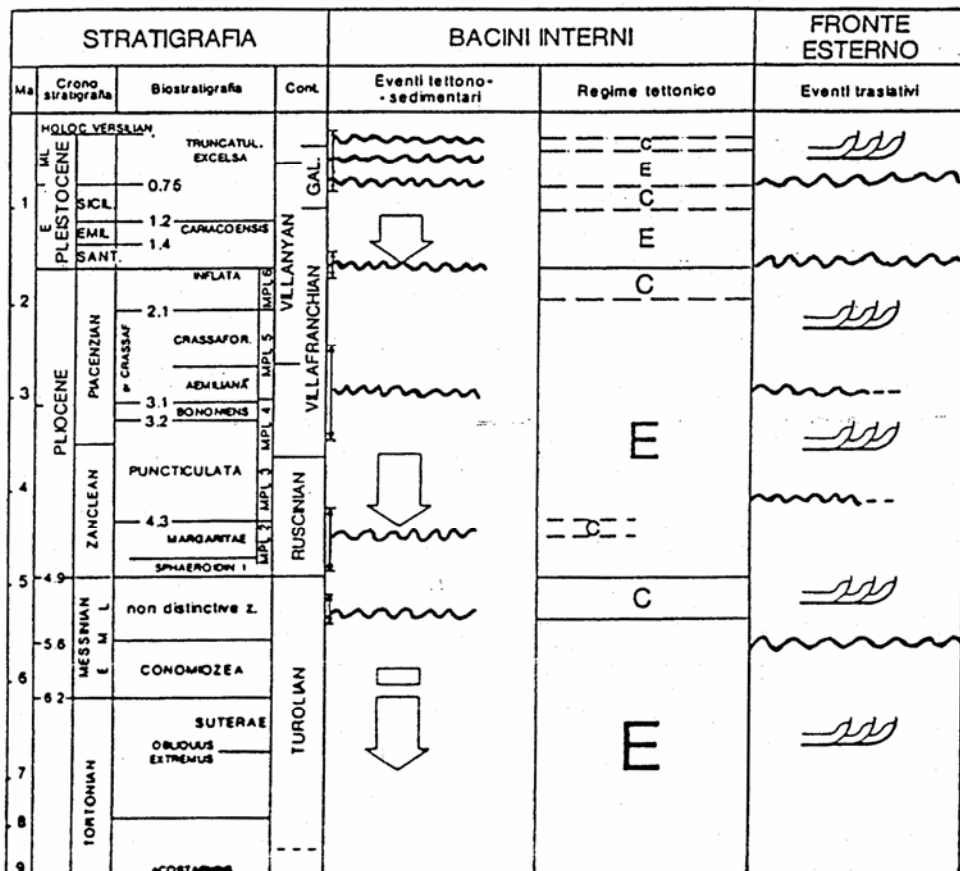 STRATIGRAFIA
BACINI INTERNI
FRONTE
ESTERNO
Ma
Crono
stratigrafia
Biostratigrafia
Cont.
Eventi tettono-
-sedimentari
Regime tettonico
Eventi traslativi
HOLOC VERSILIAN
TRUNCATUL.
EXCELSA
ML
E
PLEISTOCENE
0.75
GAL.
C
E
C
1
SICIL.
1.2
CARIACOENSIS
EMIL
1.4
SANT.
E
INFLATA
MPL 6
VILLANYAN
C
2
2.1
CRASSAFOR.
MPL 5
VILLAFRANCHIAN
CRASSAF
PIACENZIAN
PLIOCENE
AEMILIANA
3
3.1
BONOMIENS
3.2
MPL 4
E
PUNCTICULATA
MPL 3
4
ZANCLEAN
RUSCINIAN
4.3
MARGARITAE
MPL 2
C
SPHAEROIDIN 1
5
4.9
non distinctive z.
C
MESSINIAN
E M L
5.6
CONOMIOZEA
6
6.2
SUTERAE
TUROLIAN
OBLIQUUS
EXTREMUS
E
7
TORTONIAN
8
9